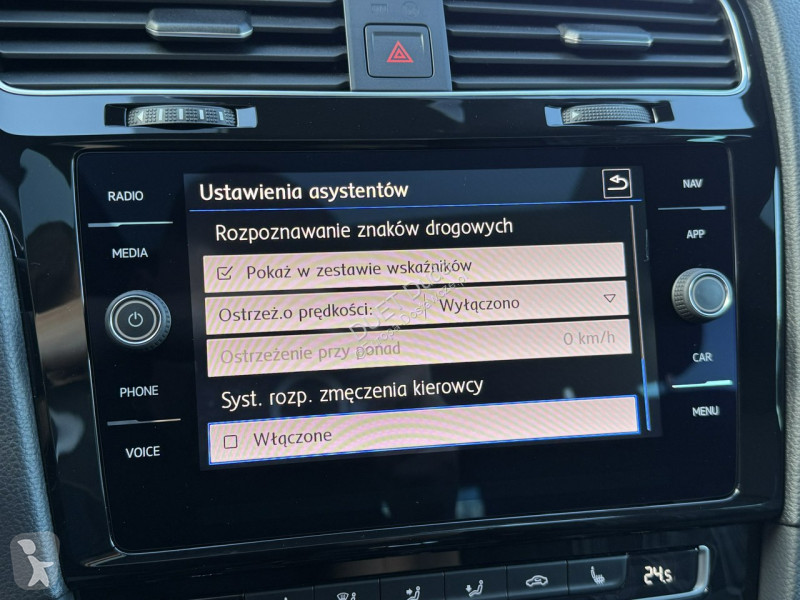 RADIO
MEDIA
PHONE
VOICE
Ustawienia asystentów
Rozpoznawanie znaków drogowych
Pokaż w zestawie wskaźników
Ostrzeż.o prędkości: Wyłączono
Ostrzeżenie przy ponad 0 km/h
Syst. rozp. zmęczenia kierowcy
Włączone
NAV
APP
CAR
MENU
24.5